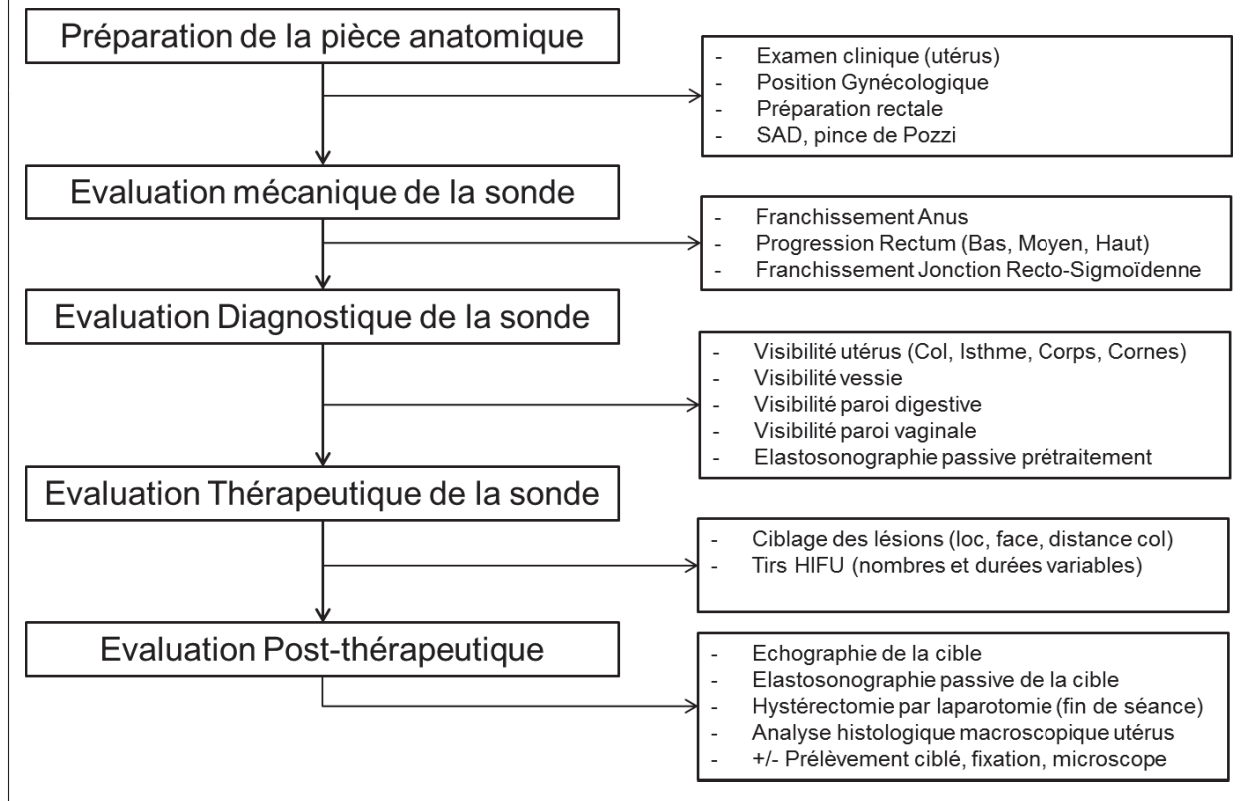 Préparation de la pièce anatomique
- Examen clinique (utérus)
- Position Gynécologique
- Préparation rectale
- SAD, pince de Pozzi
Evaluation mécanique de la sonde
- Franchissement Anus
- Progression Rectum (Bas, Moyen, Haut)
- Franchissement Jonction Recto-Sigmoïdenne
Evaluation Diagnostique de la sonde
- Visibilité utérus (Col, Isthme, Corps, Cornes)
- Visibilité vessie
- Visibilité paroi digestive
- Visibilité paroi vaginale
- Elastosonographie passive prétraitement
Evaluation Thérapeutique de la sonde
- Ciblage des lésions (loc, face, distance col)
- Tirs HIFU (nombres et durées variables)
Evaluation Post-thérapeutique
- Echographie de la cible
- Elastosonographie passive de la cible
- Hystérectomie par laparotomie (fin de séance)
- Analyse histologique macroscopique utérus
- +/- Prélèvement ciblé, fixation, microscope